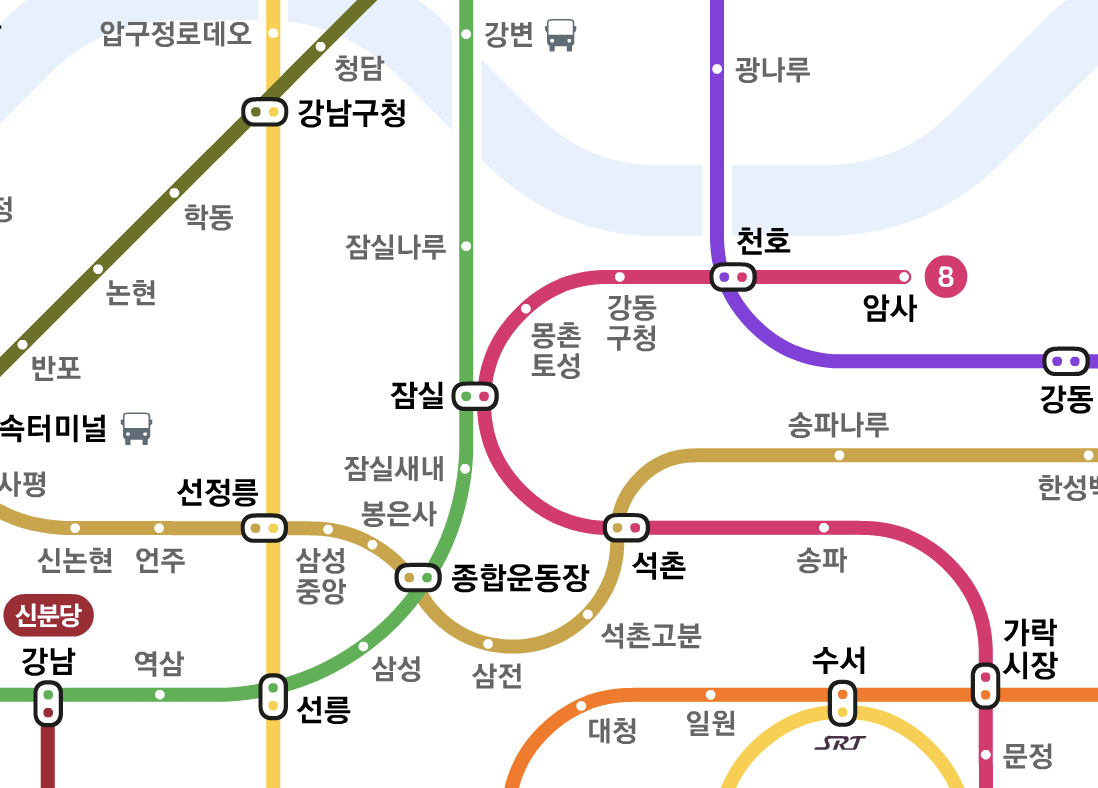 압구정로데오
강변
청담
광나루
강남구청
학동
잠실나루
천호
8
암사
논현
강동
구청
몽촌
토성
반포
잠실
강동
속터미널
송파나루
잠실새내
사평
선정릉
봉은사
한성백
신논현
언주
삼성
중앙
종합운동장
석촌
송파
신분당
강남
역삼
삼성
삼전
석촌고분
가락
시장
수서
선릉
대청
일원
SRT
문정